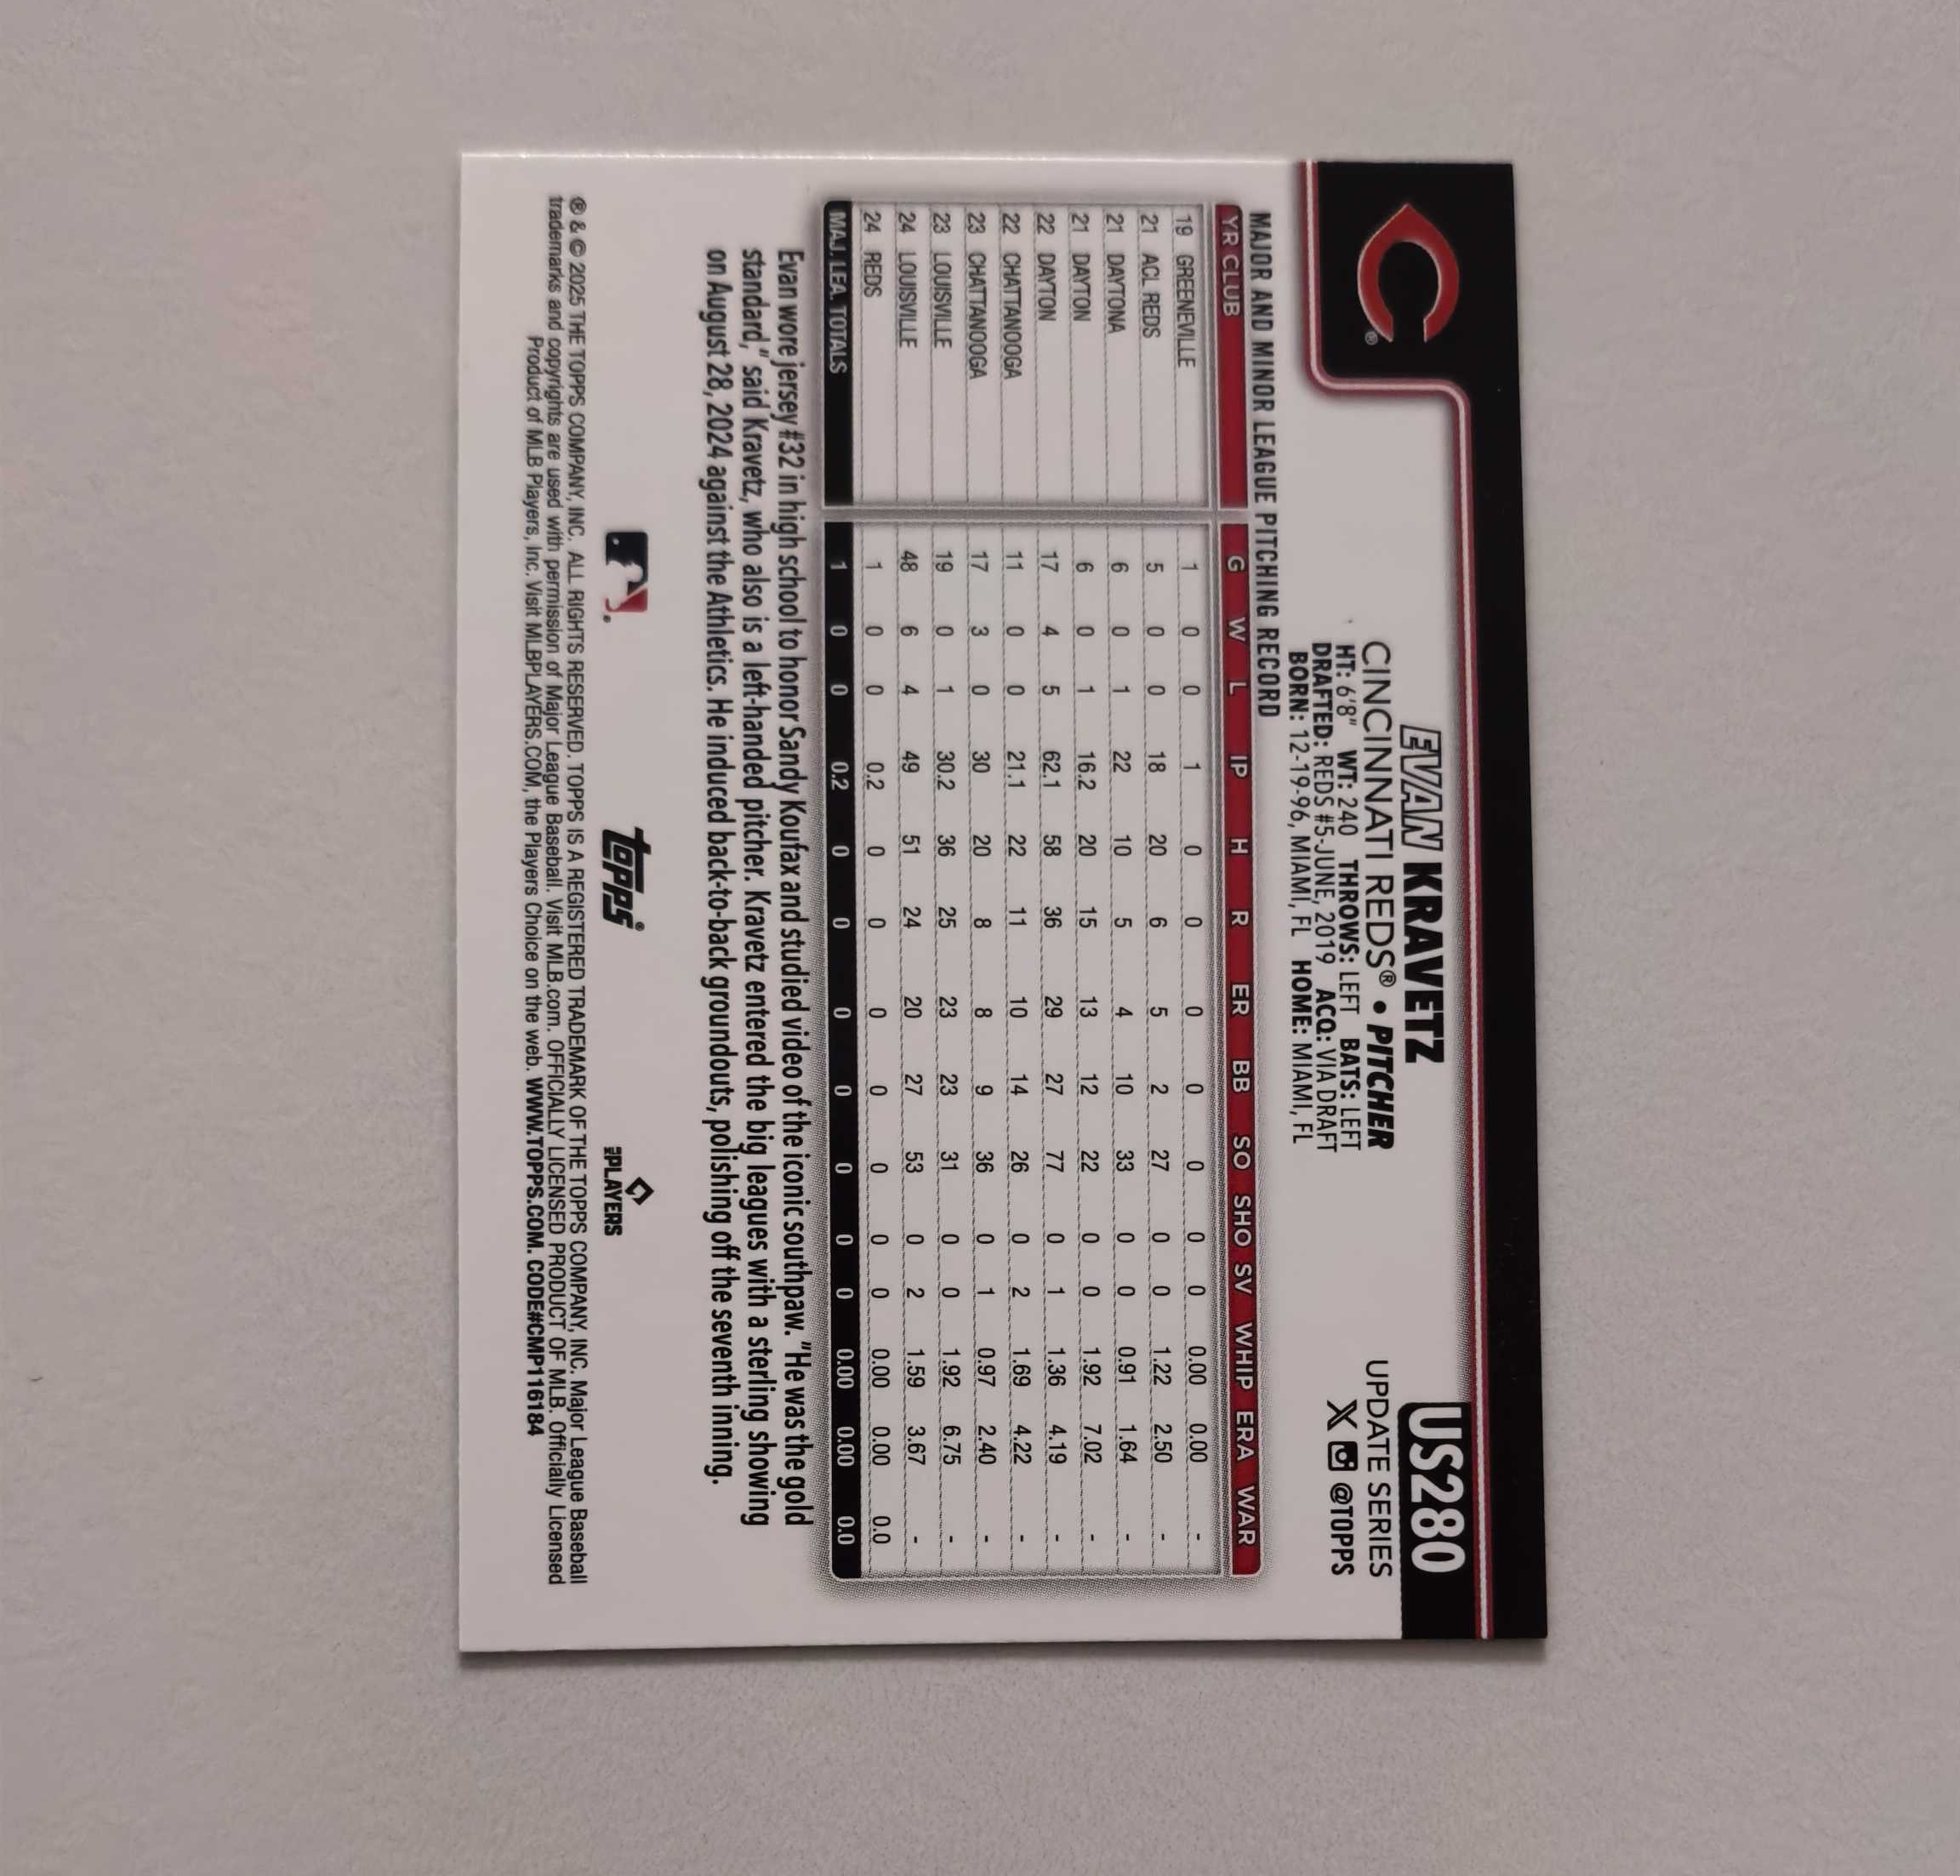 US280
EVAN KRAVETZ
UPDATE SERIES
CINCINNATI REDS® • PITCHER
X @TOPPS
HT: 6'8" WT: 240 THROWS: LEFT BATS: LEFT
DRAFTED: REDS #5-JUNE, 2019 ACQ: VIA DRAFT
BORN: 12-19-96, MIAMI, FL HOME: MIAMI, FL
MAJOR AND MINOR LEAGUE PITCHING RECORD
YR CLUB G W L IP H R ER BB SO SHO SV WHIP ERA WAR
19 GREENEVILLE 1 0 0 1 0 0 0 0 0 0 0 0.00 0.00 -
21 ACL REDS 5 0 0 18 20 6 5 2 27 0 0 1.22 2.50 -
21 DAYTONA 6 0 1 22 10 5 4 10 33 0 0 0.91 1.64 -
21 DAYTON 6 0 1 16.2 20 15 13 12 22 0 0 1.92 7.02 -
22 DAYTON 17 4 5 62.1 58 36 29 27 77 0 1 1.36 4.19 -
22 CHATTANOOGA 11 0 0 21.1 22 11 10 14 26 0 2 1.69 4.22 -
23 CHATTANOOGA 17 3 0 30 20 8 8 9 36 0 1 0.97 2.40 -
23 LOUISVILLE 19 0 1 30.2 36 25 23 23 31 0 0 1.92 6.75 -
24 LOUISVILLE 48 6 4 49 51 24 20 27 53 0 2 1.59 3.67 -
24 REDS 1 0 0 0.2 0 0 0 0 0 0 0 0.00 0.00 0.0
MAJ. LEA. TOTALS 1 0 0 0.2 0 0 0 0 0 0 0 0.00 0.00 0.0
Evan wore jersey #32 in high school to honor Sandy Koufax and studied video of the iconic southpaw. "He was the gold
standard," said Kravetz, who also is a left-handed pitcher. Kravetz entered the big leagues with a sterling showing
on August 28, 2024 against the Athletics. He induced back-to-back groundouts, polishing off the seventh inning.
topps®
MLB PLAYERS
® & © 2025 THE TOPPS COMPANY, INC. ALL RIGHTS RESERVED. TOPPS IS A REGISTERED TRADEMARK OF THE TOPPS COMPANY, INC. Major League Baseball
trademarks and copyrights are used with permission of Major League Baseball. Visit MLB.com. OFFICIALLY LICENSED PRODUCT OF MLB. Officially Licensed
Product of MLB Players, Inc. Visit MLBPLAYERS.COM, the Players Choice on the web. WWW.TOPPS.COM. CODE#CMP116184